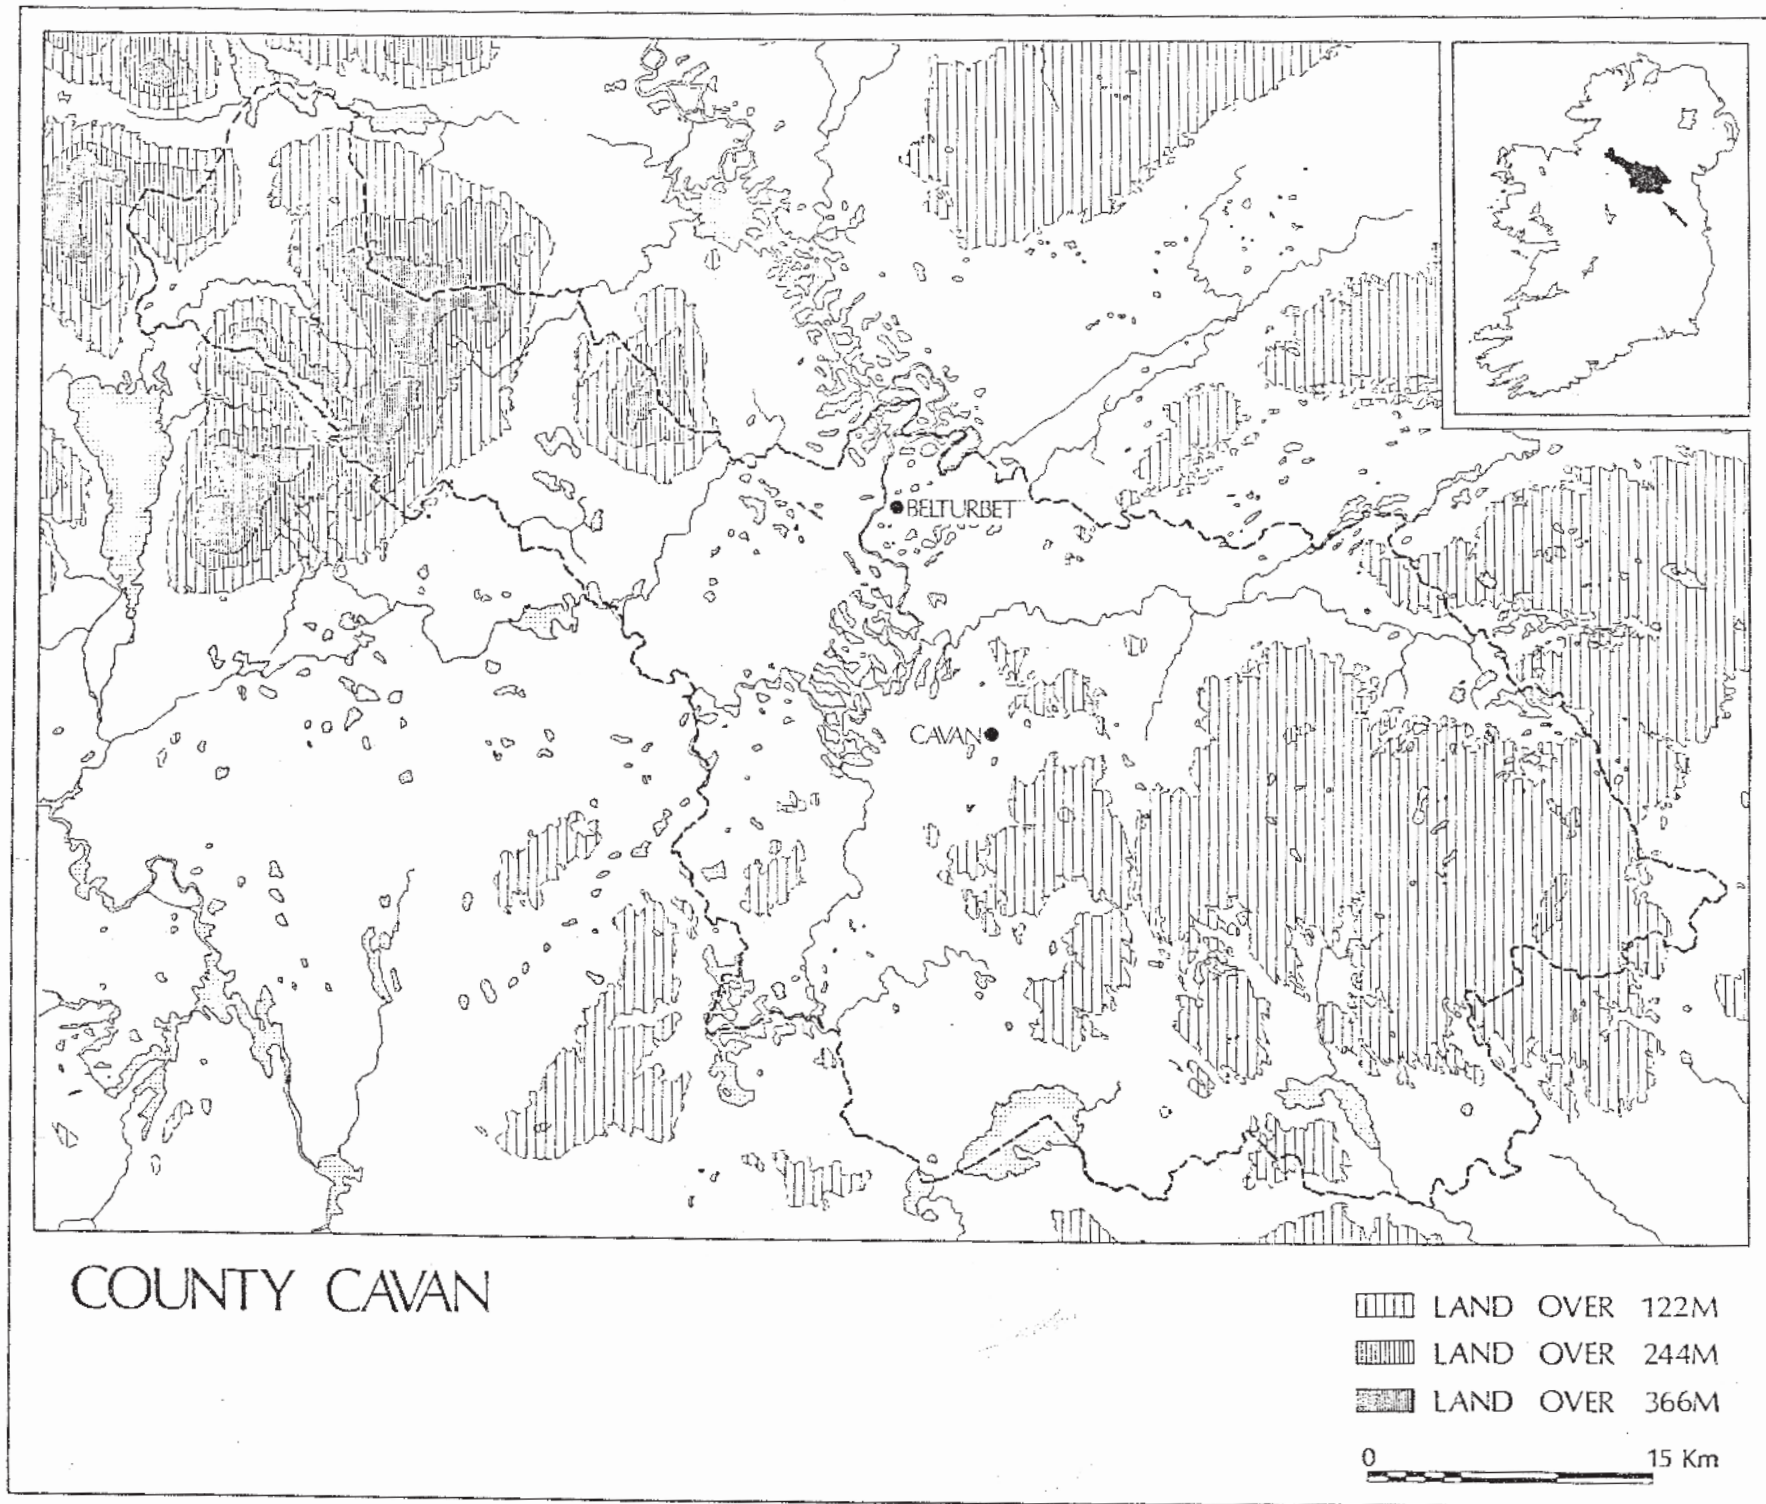 BELTURBET
CAVAN
COUNTY CAVAN
LAND OVER 122M
LAND OVER 244M
LAND OVER 366M
0 15 Km